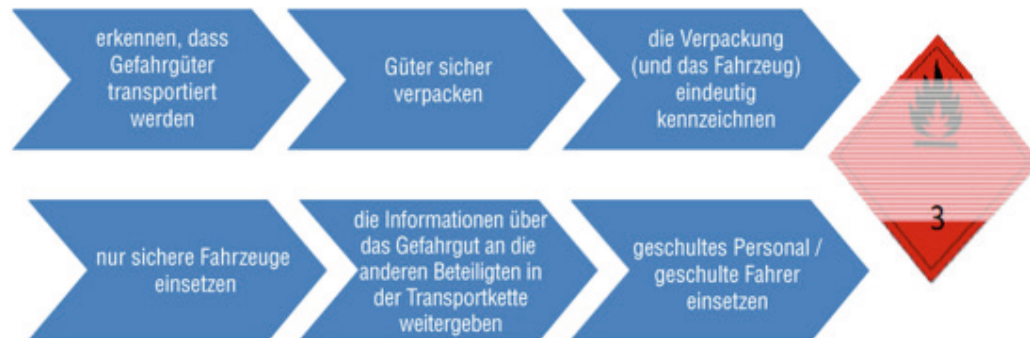 erkennen, dass
Gefahrgüter
transportiert
werden
Güter sicher
verpacken
die Verpackung
(und das Fahrzeug)
eindeutig
kennzeichnen
3
nur sichere Fahrzeuge
einsetzen
die Informationen über
das Gefahrgut an die
anderen Beteiligten in
der Transportkette
weitergeben
geschultes Personal /
geschulte Fahrer
einsetzen